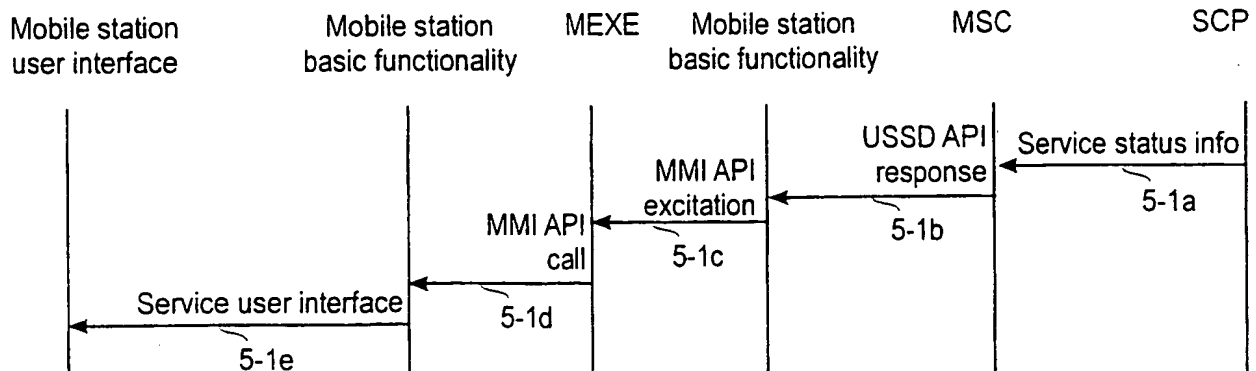 Mobile station
user interface
Mobile station
basic functionality
MEXE
Mobile station
basic functionality
MSC
SCP
Service status info
5-1a
USSD API
response
5-1b
MMI API
excitation
5-1c
MMI API
call
5-1d
Service user interface
5-1e